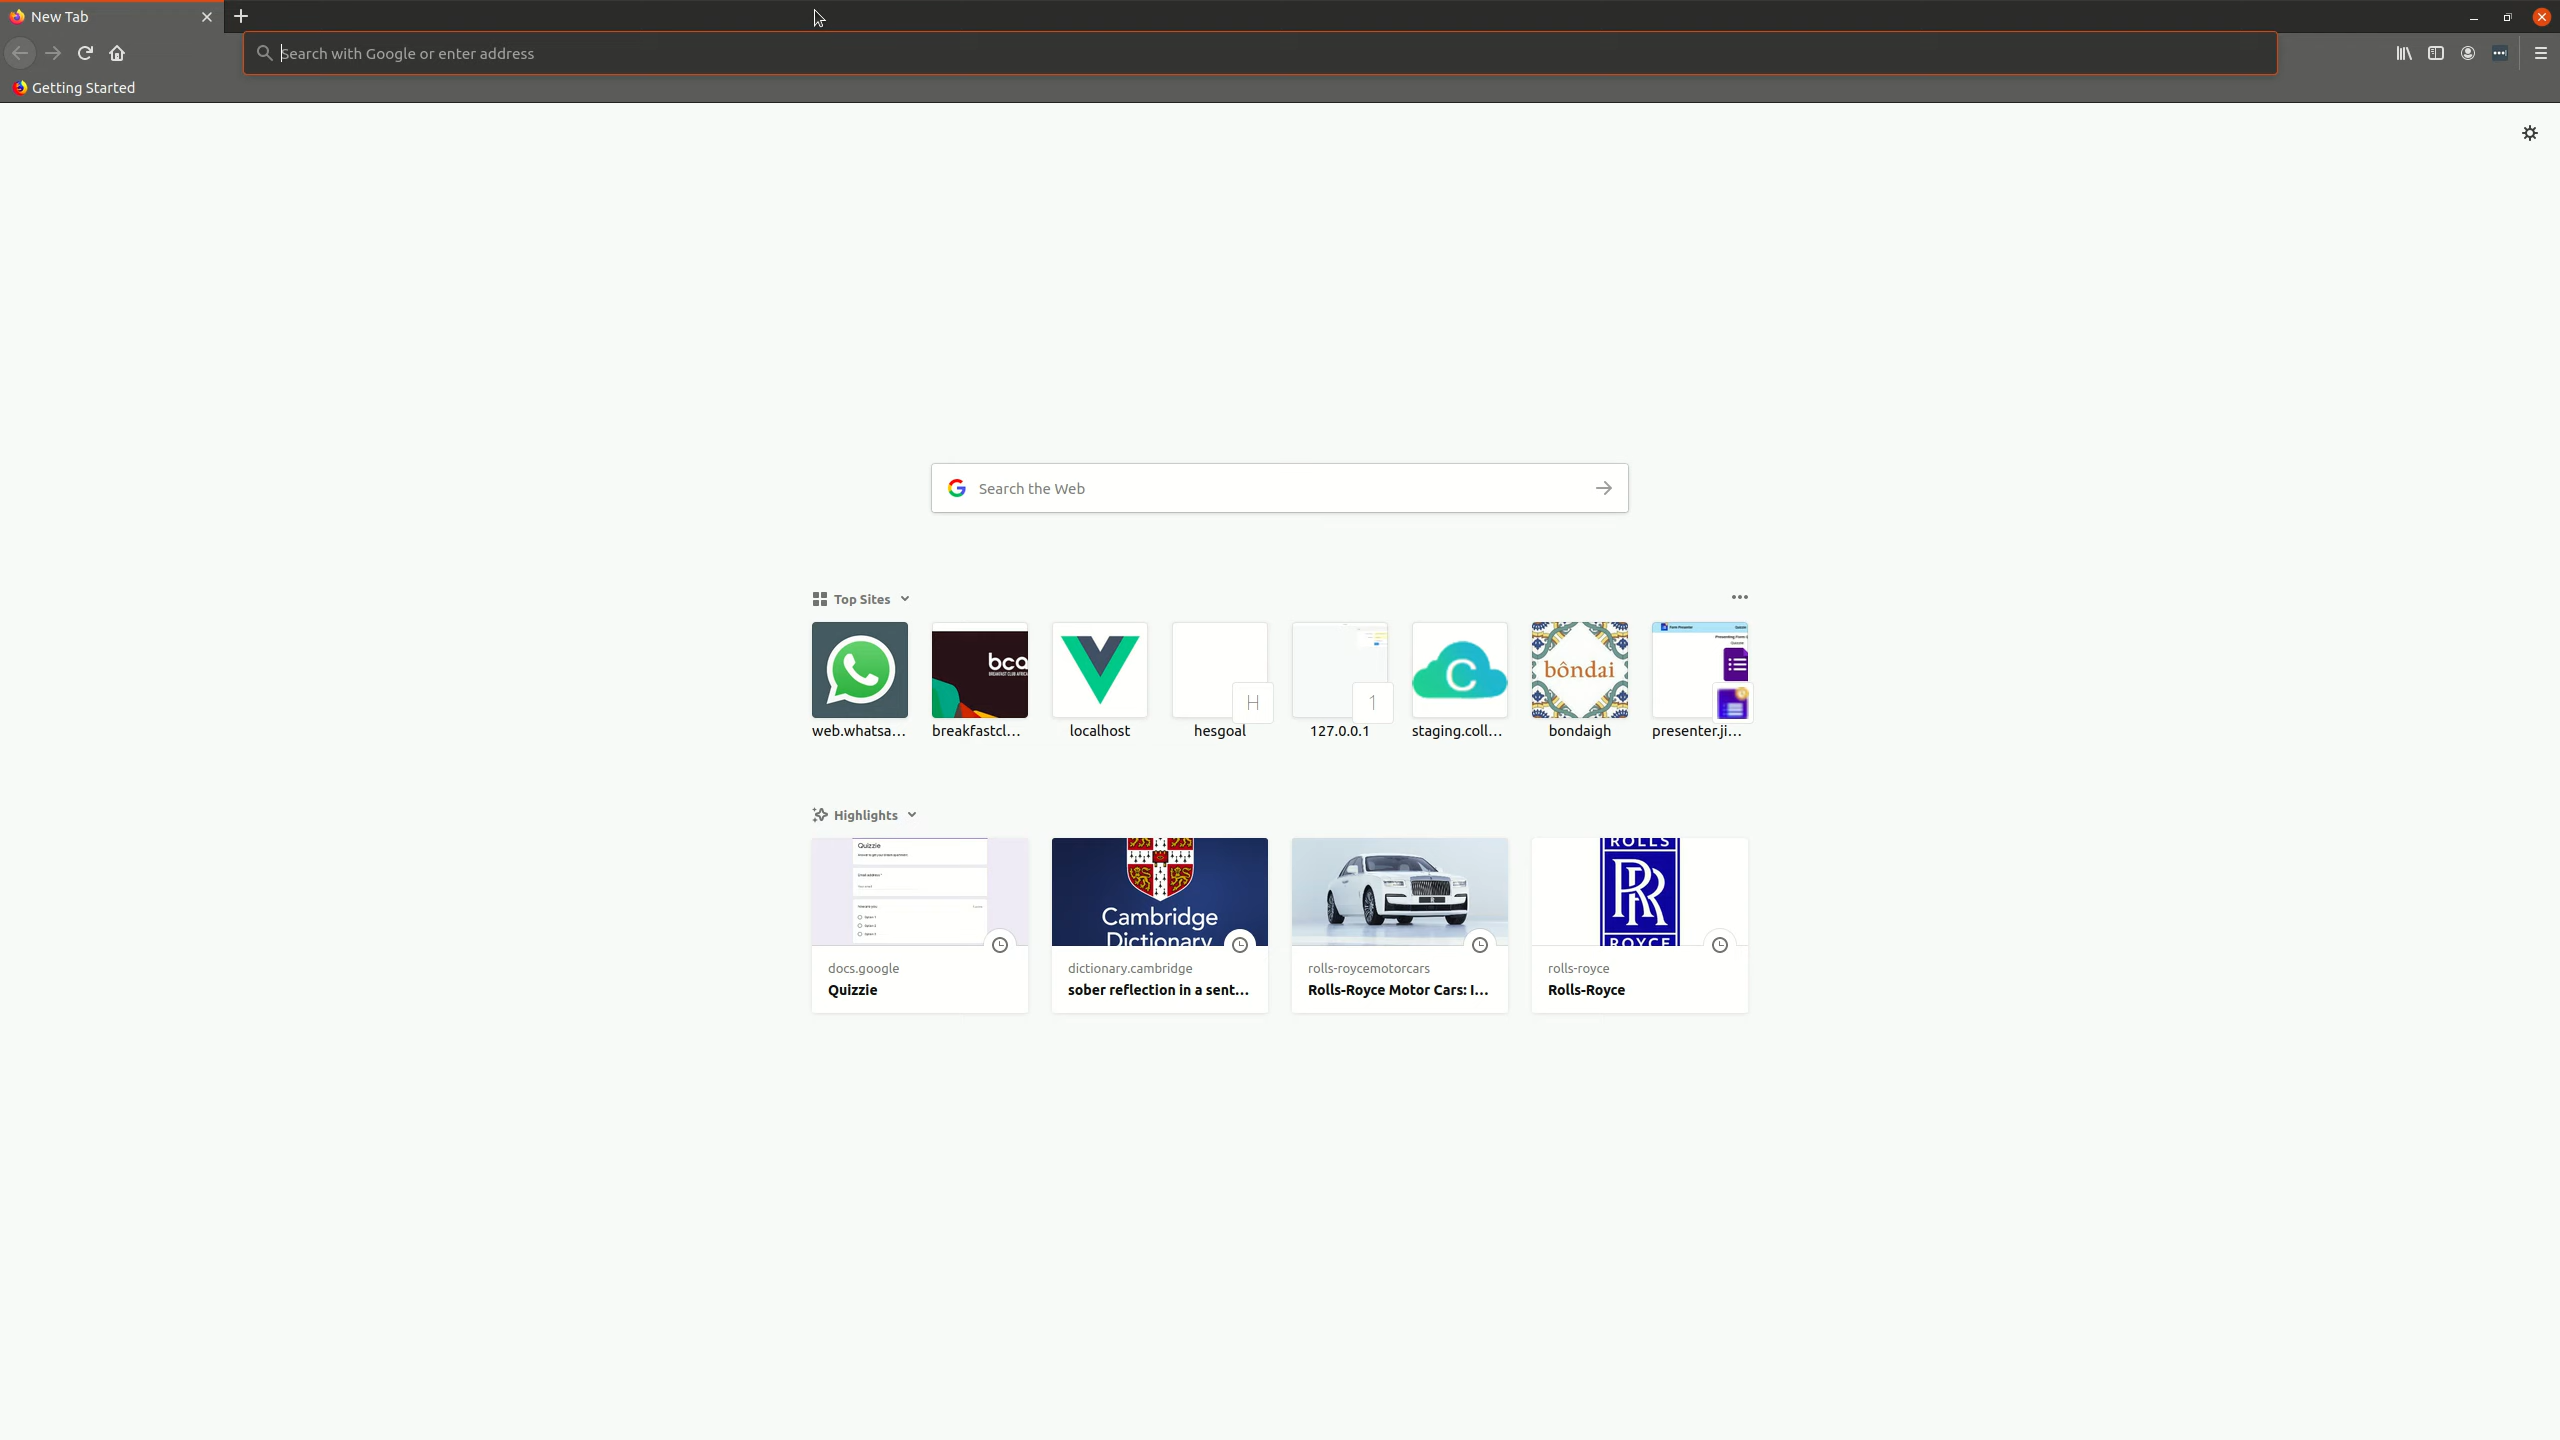 New Tab
Search with Google or enter address
Getting Started
Search the Web
Top Sites
bca
BREAKFAST CLUB AFRICA
H
1
C
bôndai
web.whatsa...
breakfastcl...
localhost
hesgoal
127.0.0.1
staging.coll...
bondaigh
presenter.ji...
Highlights
Quizzie
Cambridge
Dictionary
ROLLS
RR
ROYCE
docs.google
Quizzie
dictionary.cambridge
sober reflection in a sent...
rolls-roycemotorcars
Rolls-Royce Motor Cars: I...
rolls-royce
Rolls-Royce